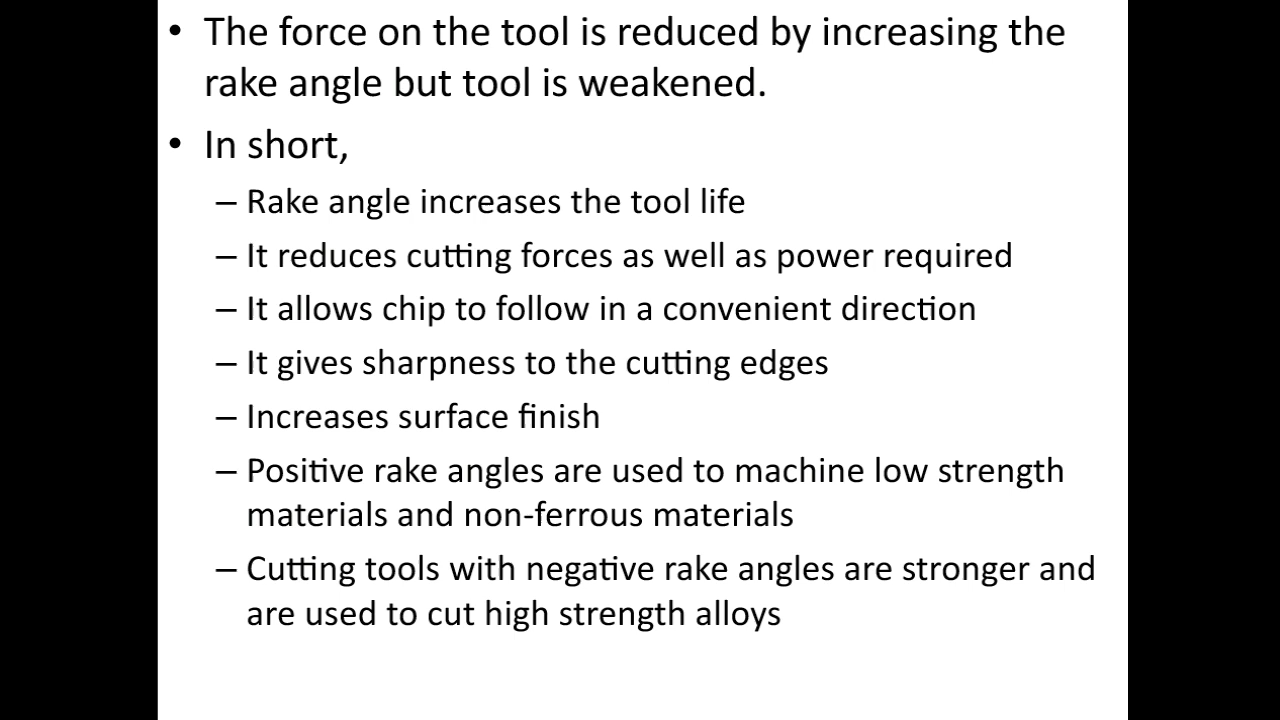 • The force on the tool is reduced by increasing the
rake angle but tool is weakened.
• In short,
– Rake angle increases the tool life
– It reduces cutting forces as well as power required
– It allows chip to follow in a convenient direction
– It gives sharpness to the cutting edges
– Increases surface finish
– Positive rake angles are used to machine low strength
materials and non-ferrous materials
– Cutting tools with negative rake angles are stronger and
are used to cut high strength alloys